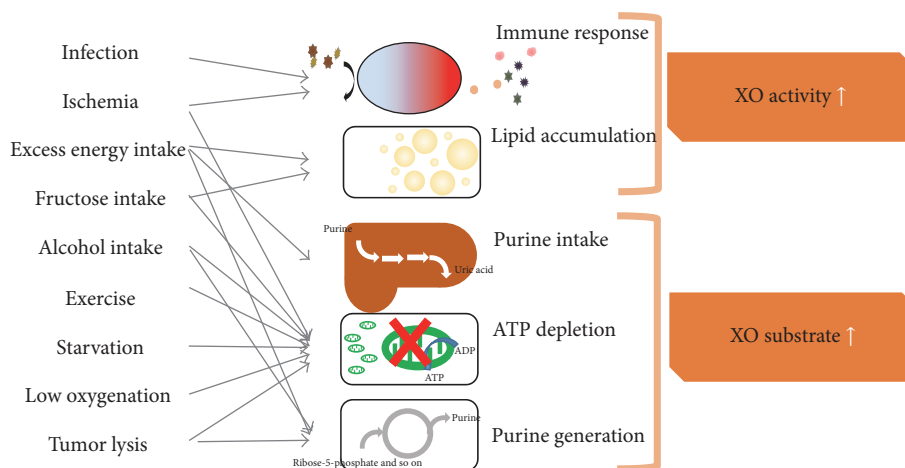 Infection
Ischemia
Excess energy intake
Fructose intake
Alcohol intake
Exercise
Starvation
Low oxygenation
Tumor lysis
Immune response
Lipid accumulation
Purine
Uric acid
Purine intake
ADP
ATP
ATP depletion
Purine
Ribose-5-phosphate and so on
Purine generation
XO activity ↑
XO substrate ↑